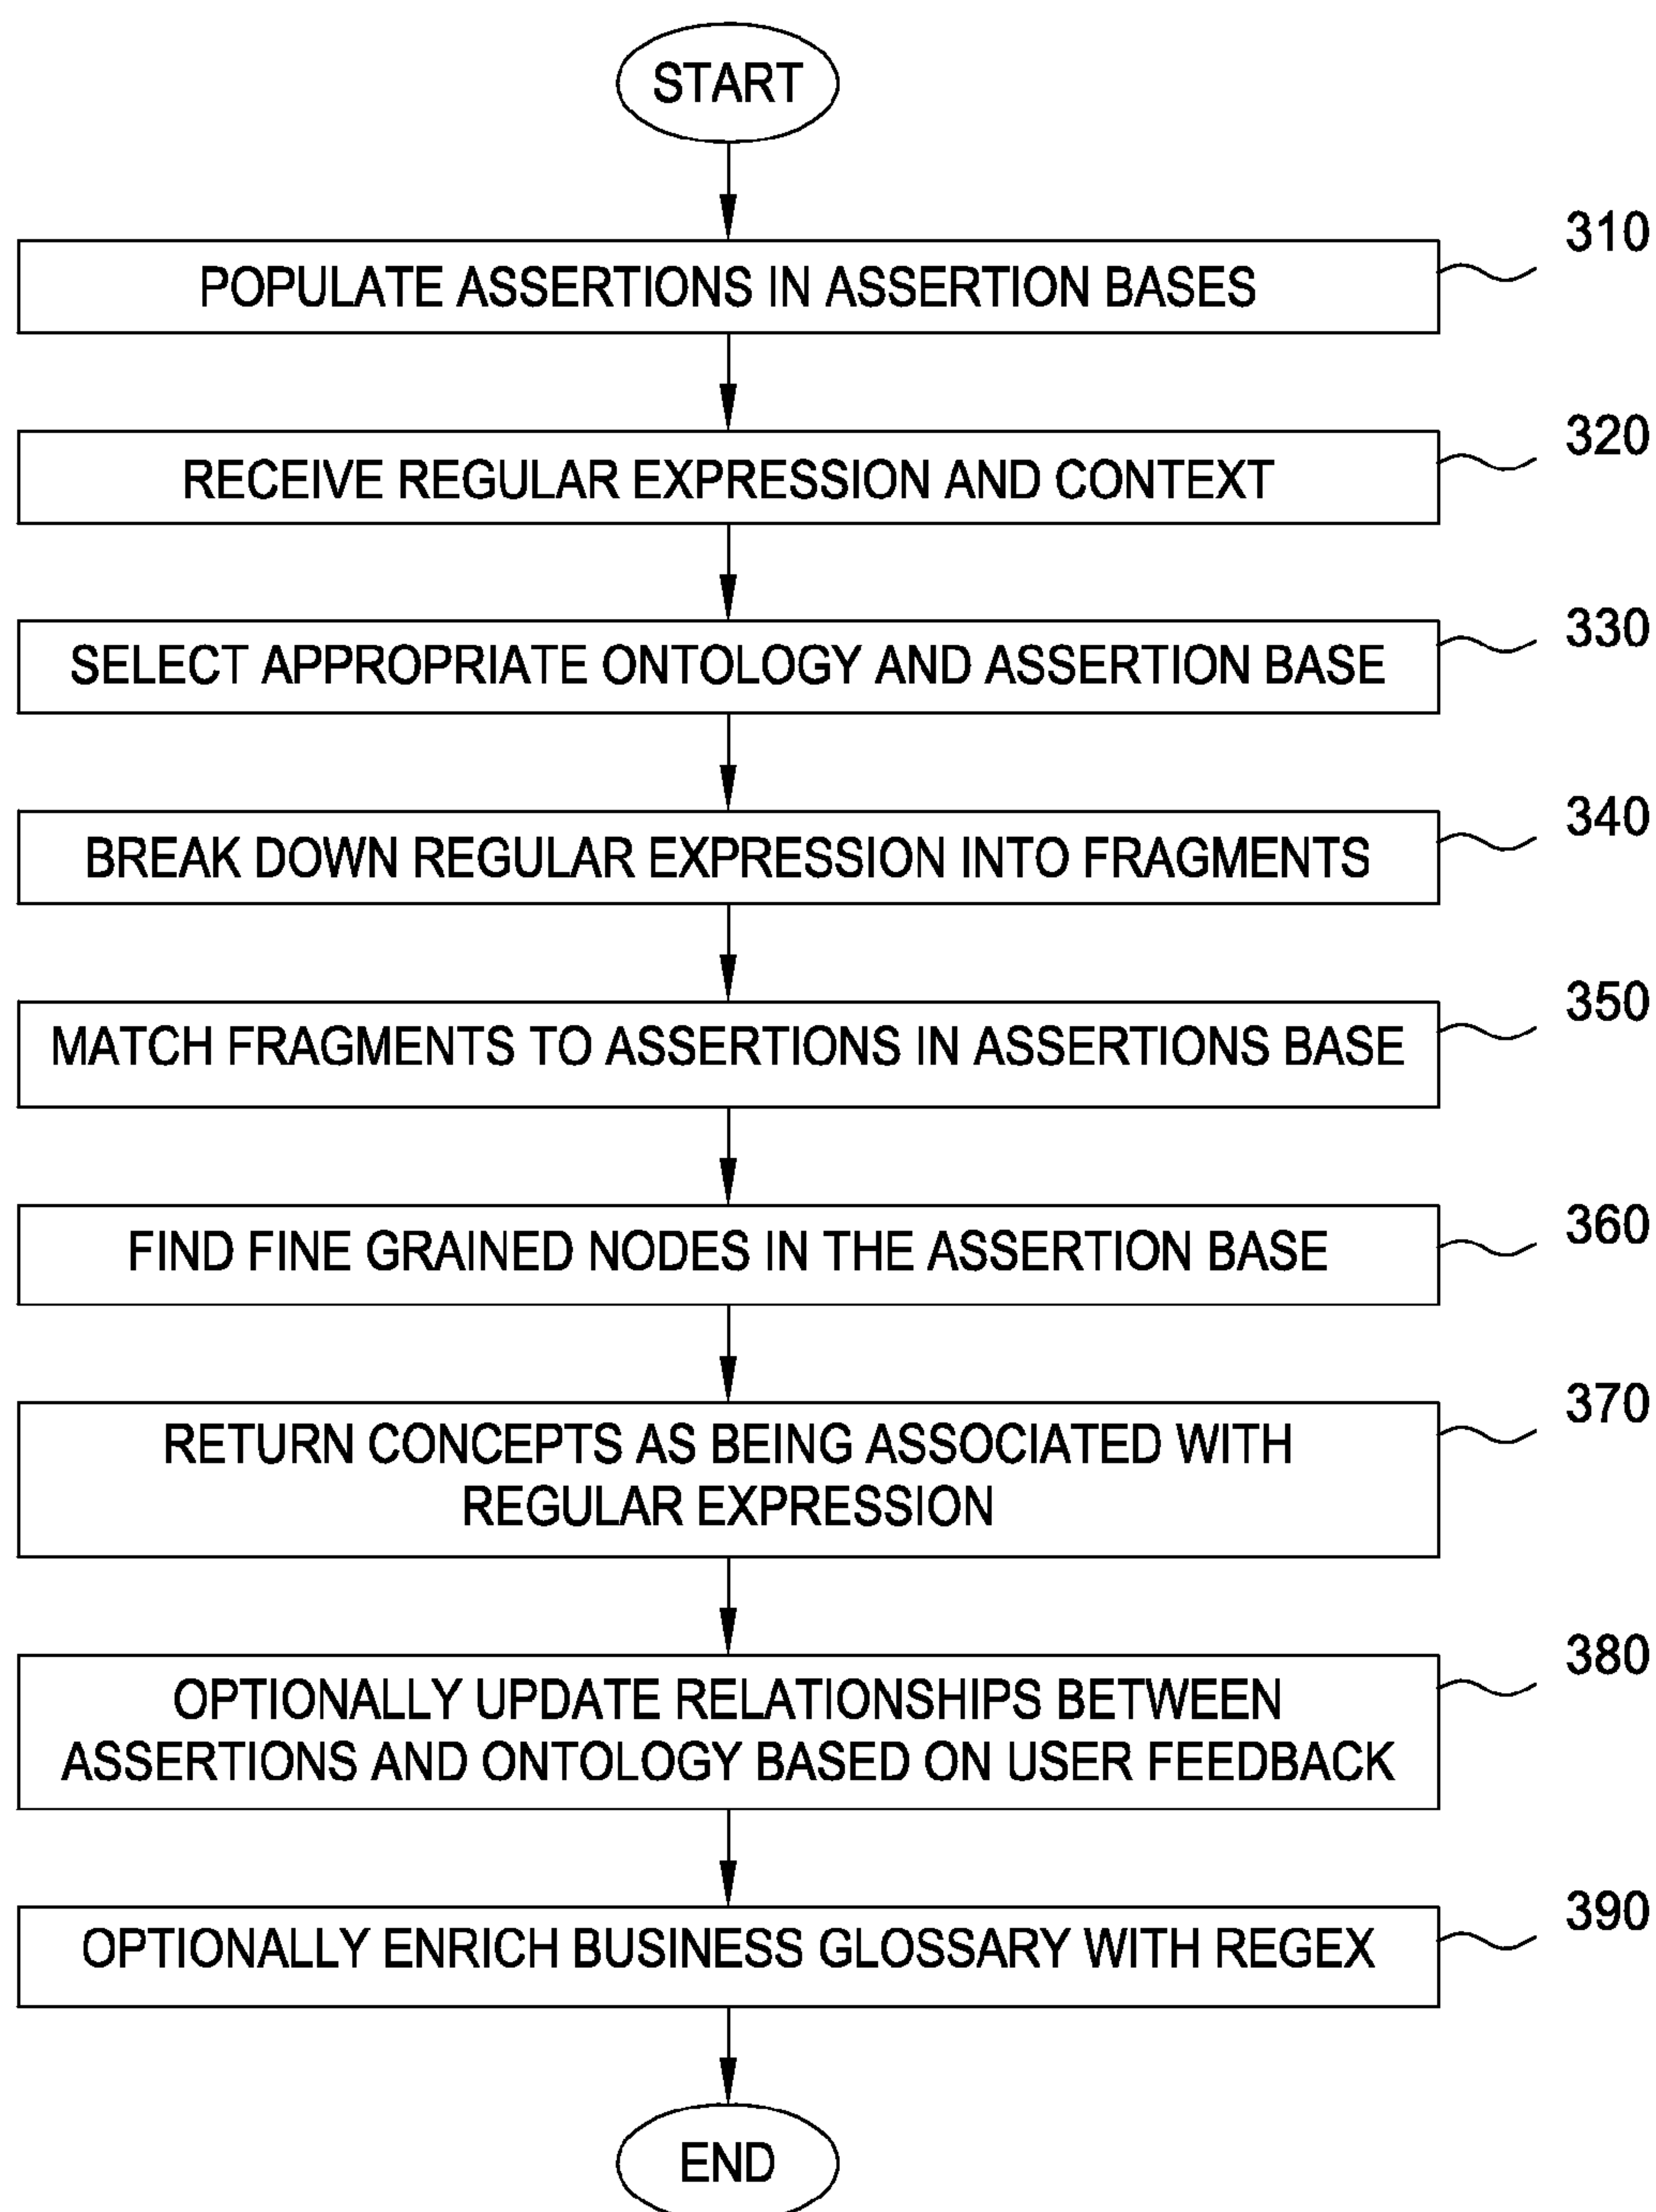 START
310
POPULATE ASSERTIONS IN ASSERTION BASES
320
RECEIVE REGULAR EXPRESSION AND CONTEXT
330
SELECT APPROPRIATE ONTOLOGY AND ASSERTION BASE
340
BREAK DOWN REGULAR EXPRESSION INTO FRAGMENTS
350
MATCH FRAGMENTS TO ASSERTIONS IN ASSERTIONS BASE
360
FIND FINE GRAINED NODES IN THE ASSERTION BASE
370
RETURN CONCEPTS AS BEING ASSOCIATED WITH
REGULAR EXPRESSION
380
OPTIONALLY UPDATE RELATIONSHIPS BETWEEN
ASSERTIONS AND ONTOLOGY BASED ON USER FEEDBACK
390
OPTIONALLY ENRICH BUSINESS GLOSSARY WITH REGEX
END